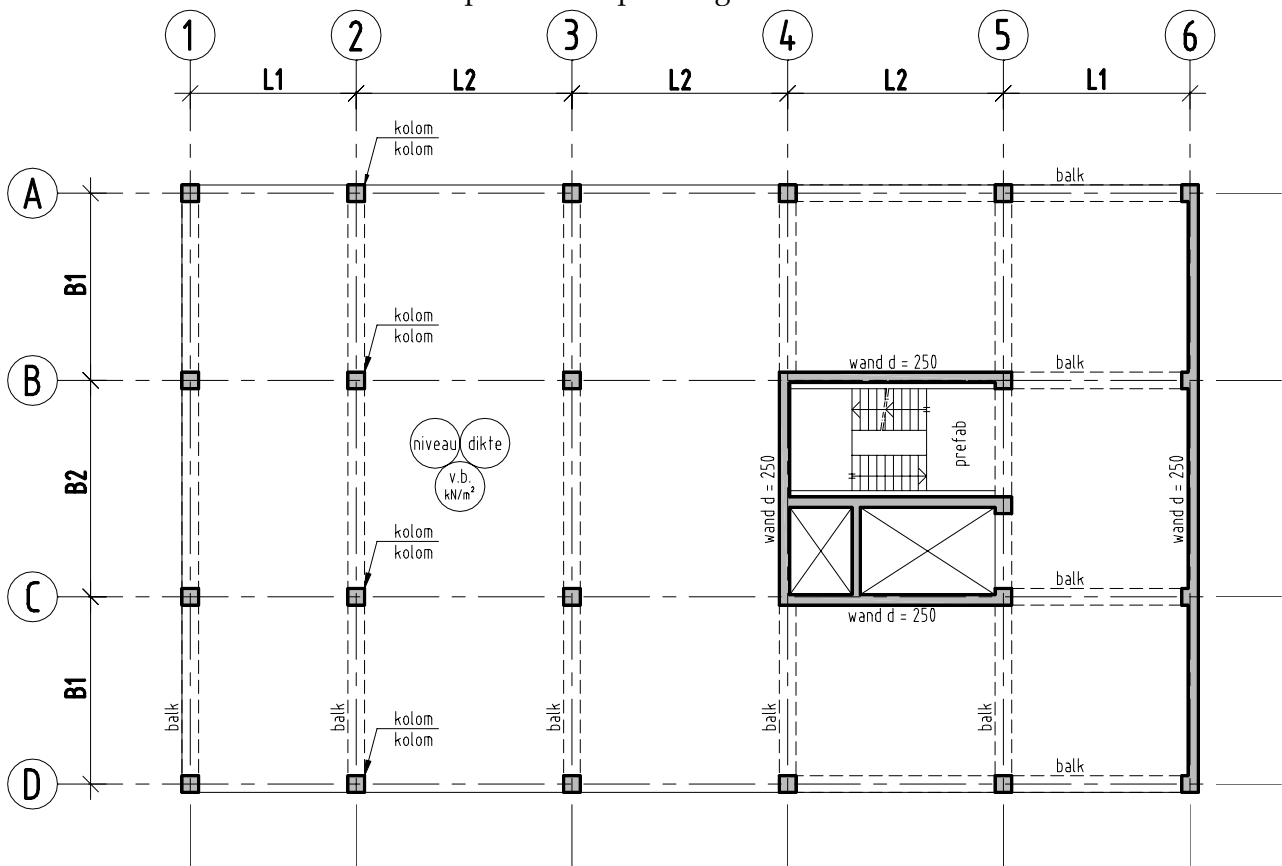 1 2 3 4 5 6
L1 L2 L2 L2 L1
kolom
kolom
A
balk
B1
kolom
kolom
wand d = 250
balk
B
niveau
dikte
v.b.
kN/m²
prefab
B2
wand d = 250
wand d = 250
kolom
kolom
balk
C
wand d = 250
B1
balk
balk
balk
balk
balk
kolom
kolom
balk
D